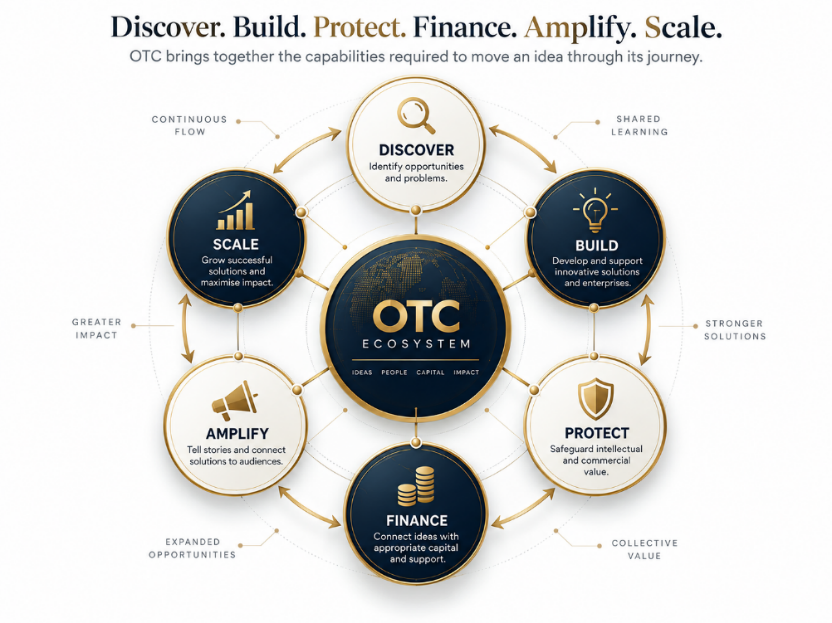 Discover. Build. Protect. Finance. Amplify. Scale.
OTC brings together the capabilities required to move an idea through its journey.
CONTINUOUS
FLOW
SHARED
LEARNING
DISCOVER
Identify opportunities
and problems.
SCALE
Grow successful
solutions and
maximise impact.
BUILD
Develop and support
innovative solutions
and enterprises.
OTC
ECOSYSTEM
IDEAS PEOPLE CAPITAL IMPACT
GREATER
IMPACT
STRONGER
SOLUTIONS
AMPLIFY
Tell stories and connect
solutions to audiences.
PROTECT
Safeguard intellectual
and commercial
value.
FINANCE
Connect ideas with
appropriate capital
and support.
EXPANDED
OPPORTUNITIES
COLLECTIVE
VALUE